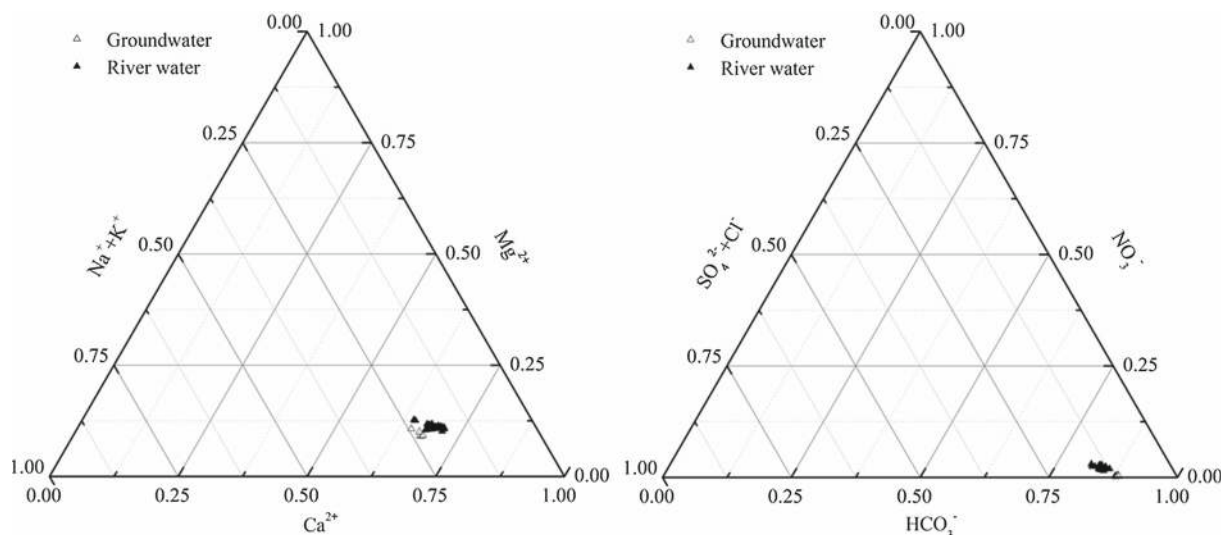 0.00 1.00
Groundwater
River water
0.25 0.75
Na⁺+K⁺
Mg²⁺
0.50 0.50
0.75 0.25
1.00 0.00
0.00 0.25 0.50 0.75 1.00
Ca²⁺
0.00 1.00
Groundwater
River water
0.25 0.75
SO₄²⁻+Cl⁻
NO₃⁻
0.50 0.50
0.75 0.25
1.00 0.00
0.00 0.25 0.50 0.75 1.00
HCO₃⁻